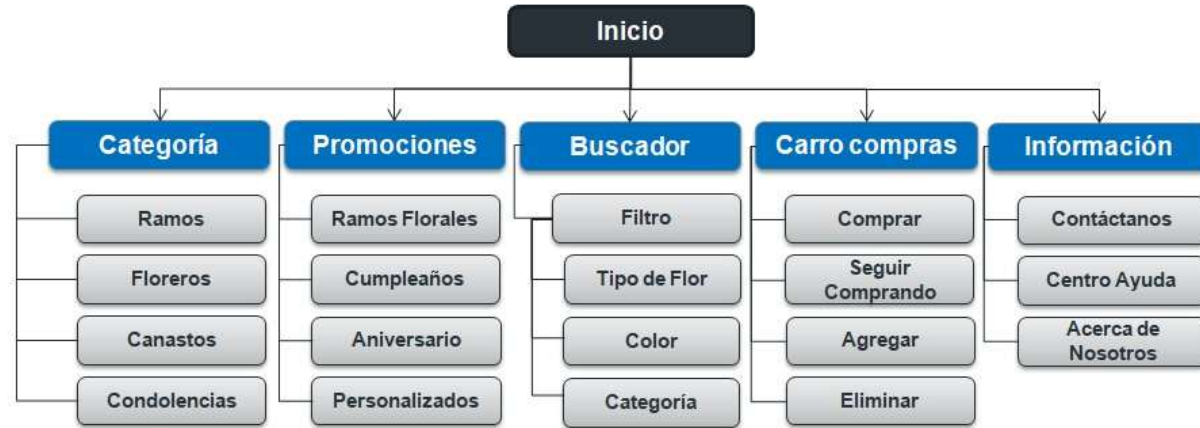 Inicio
Categoría
Promociones
Buscador
Carro compras
Información
Ramos
Ramos Florales
Filtro
Comprar
Contáctanos
Floreros
Cumpleaños
Tipo de Flor
Seguir
Comprando
Centro Ayuda
Canastos
Aniversario
Color
Agregar
Acerca de
Nosotros
Condolencias
Personalizados
Categoría
Eliminar